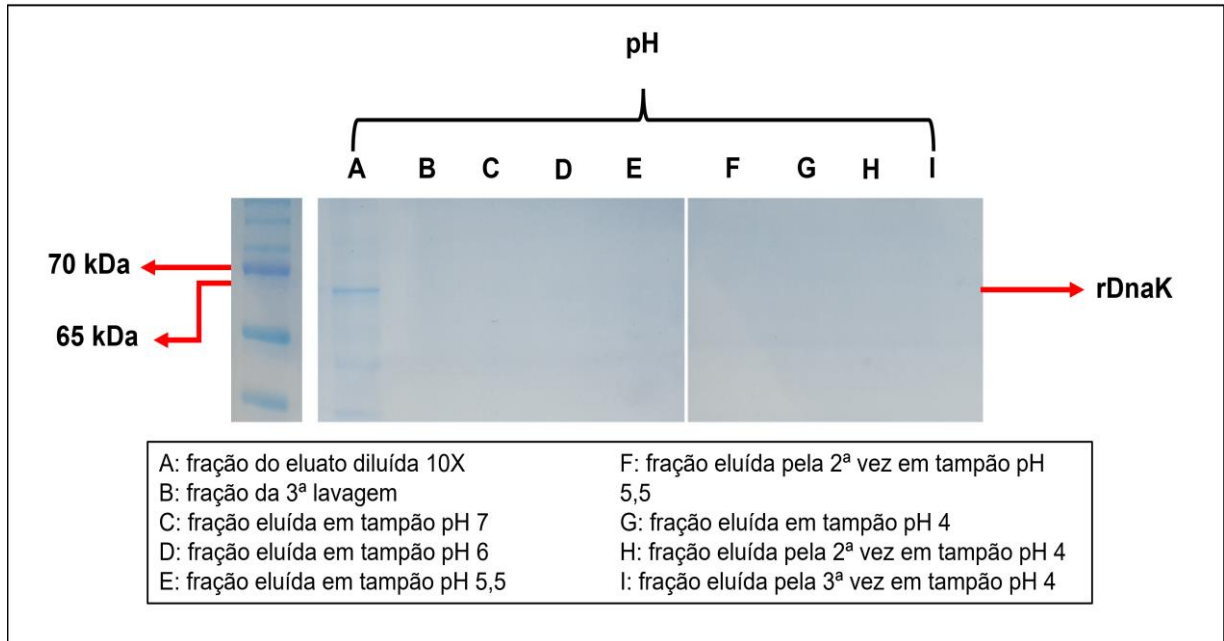 pH
A B C D E F G H I
70 kDa
65 kDa
rDnaK
A: fração do eluato diluída 10X
B: fração da 3ª lavagem
C: fração eluída em tampão pH 7
D: fração eluída em tampão pH 6
E: fração eluída em tampão pH 5,5
F: fração eluída pela 2ª vez em tampão pH
5,5
G: fração eluída em tampão pH 4
H: fração eluída pela 2ª vez em tampão pH 4
I: fração eluída pela 3ª vez em tampão pH 4